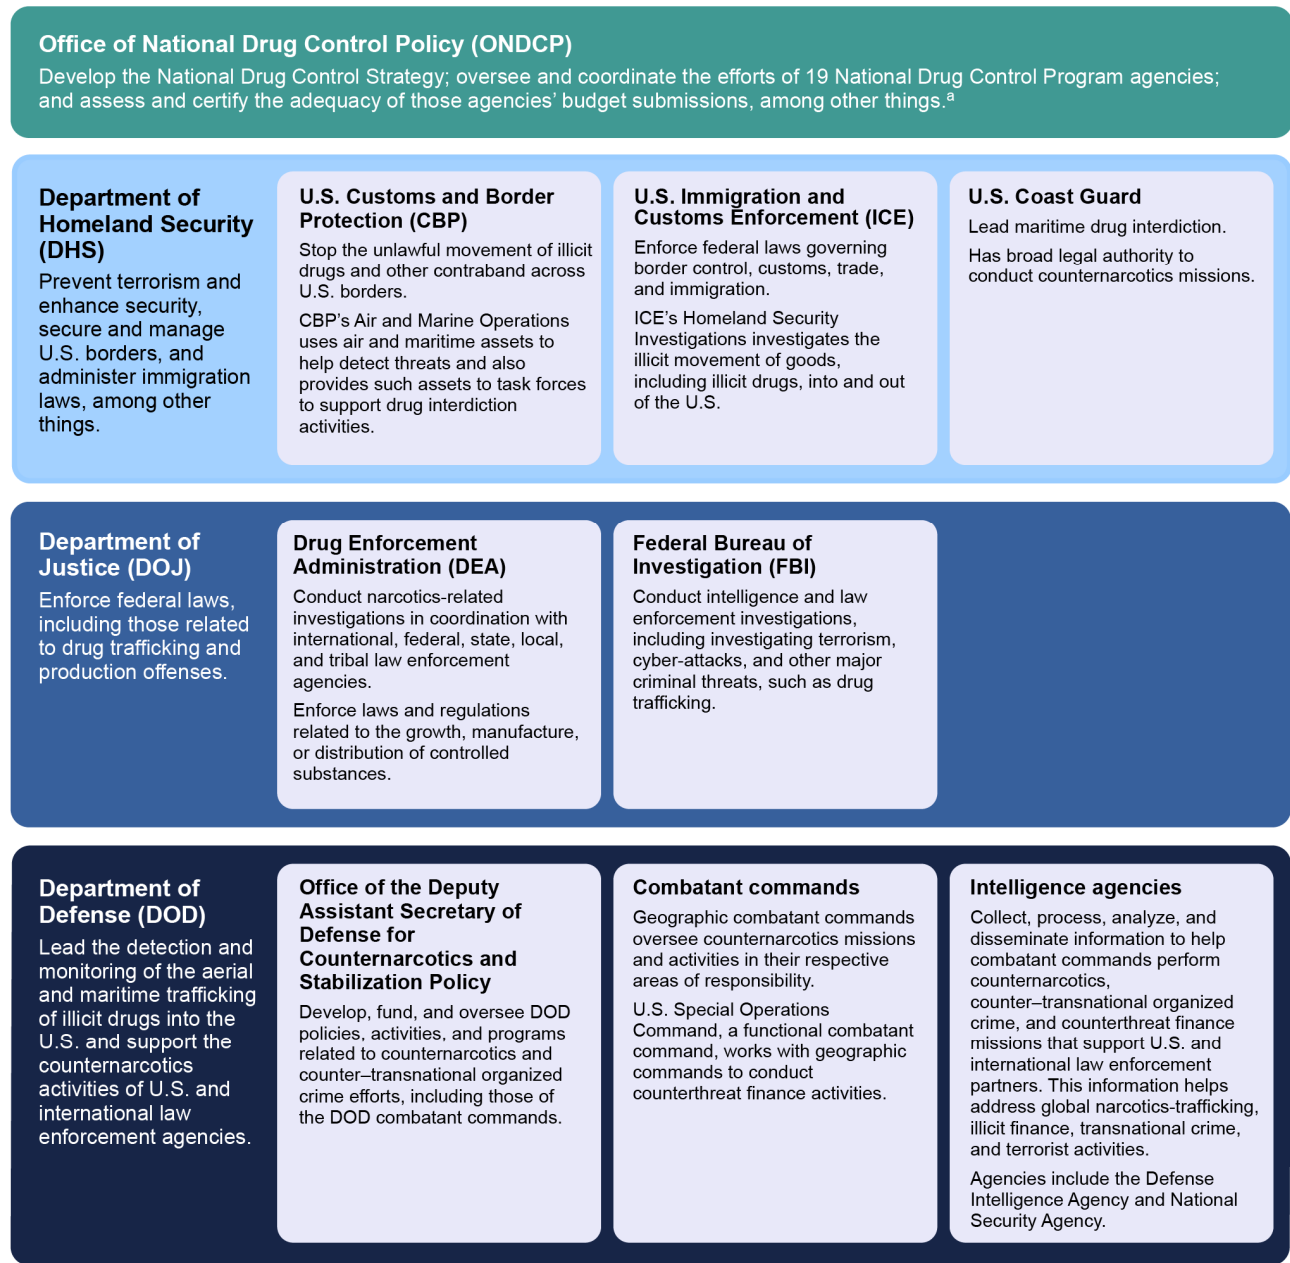 Office of National Drug Control Policy (ONDCP)
Develop the National Drug Control Strategy; oversee and coordinate the efforts of 19 National Drug Control Program agencies;
and assess and certify the adequacy of those agencies’ budget submissions, among other things.ª
Department of
Homeland Security
(DHS)
Prevent terrorism and
enhance security,
secure and manage
U.S. borders, and
administer immigration
laws, among other
things.
U.S. Customs and Border
Protection (CBP)
Stop the unlawful movement of illicit
drugs and other contraband across
U.S. borders.
CBP’s Air and Marine Operations
uses air and maritime assets to
help detect threats and also
provides such assets to task forces
to support drug interdiction
activities.
U.S. Immigration and
Customs Enforcement (ICE)
Enforce federal laws governing
border control, customs, trade,
and immigration.
ICE’s Homeland Security
Investigations investigates the
illicit movement of goods,
including illicit drugs, into and out
of the U.S.
U.S. Coast Guard
Lead maritime drug interdiction.
Has broad legal authority to
conduct counternarcotics missions.
Department of
Justice (DOJ)
Enforce federal laws,
including those related
to drug trafficking and
production offenses.
Drug Enforcement
Administration (DEA)
Conduct narcotics-related
investigations in coordination with
international, federal, state, local,
and tribal law enforcement
agencies.
Enforce laws and regulations
related to the growth, manufacture,
or distribution of controlled
substances.
Federal Bureau of
Investigation (FBI)
Conduct intelligence and law
enforcement investigations,
including investigating terrorism,
cyber-attacks, and other major
criminal threats, such as drug
trafficking.
Department of
Defense (DOD)
Lead the detection and
monitoring of the aerial
and maritime trafficking
of illicit drugs into the
U.S. and support the
counternarcotics
activities of U.S. and
international law
enforcement agencies.
Office of the Deputy
Assistant Secretary of
Defense for
Counternarcotics and
Stabilization Policy
Develop, fund, and oversee DOD
policies, activities, and programs
related to counternarcotics and
counter–transnational organized
crime efforts, including those of
the DOD combatant commands.
Combatant commands
Geographic combatant commands
oversee counternarcotics missions
and activities in their respective
areas of responsibility.
U.S. Special Operations
Command, a functional combatant
command, works with geographic
commands to conduct
counterthreat finance activities.
Intelligence agencies
Collect, process, analyze, and
disseminate information to help
combatant commands perform
counternarcotics,
counter–transnational organized
crime, and counterthreat finance
missions that support U.S. and
international law enforcement
partners. This information helps
address global narcotics-trafficking,
illicit finance, transnational crime,
and terrorist activities.
Agencies include the Defense
Intelligence Agency and National
Security Agency.